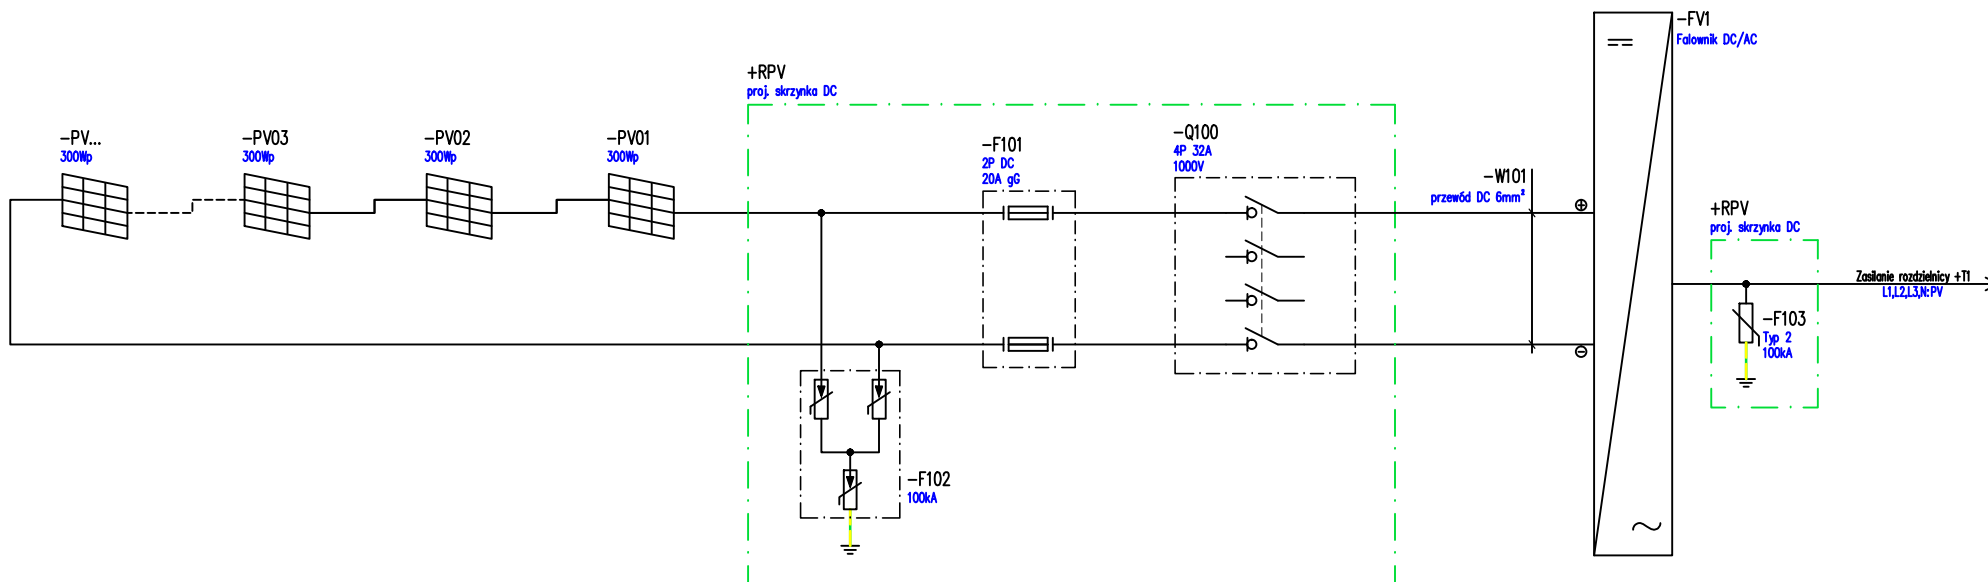 -FV1
Falownik DC/AC
+RPV
proj. skrzynka DC
-PV...
300Wp
-PV03
300Wp
-PV02
300Wp
-PV01
300Wp
-F101
2P DC
20A gG
-Q100
4P 32A
1000V
-W101
przewód DC 6mm²
+RPV
proj. skrzynka DC
Zasilanie rozdzielnicy +T1
L1,L2,L3,N:PV
-F103
Typ 2
100kA
-F102
100kA